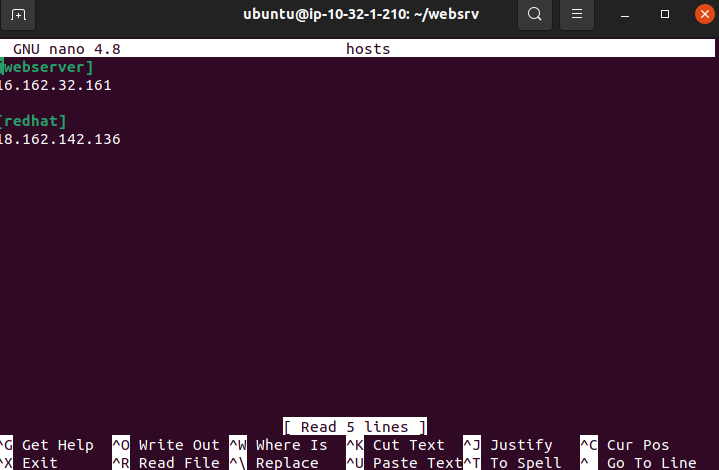 ubuntu@ip-10-32-1-210: ~/websrv
GNU nano 4.8 hosts
[webserver]
16.162.32.161
[redhat]
18.162.142.136
[ Read 5 lines ]
^G Get Help ^O Write Out ^W Where Is ^K Cut Text ^J Justify ^C Cur Pos
^X Exit ^R Read File ^\ Replace ^U Paste Text ^T To Spell ^_ Go To Line